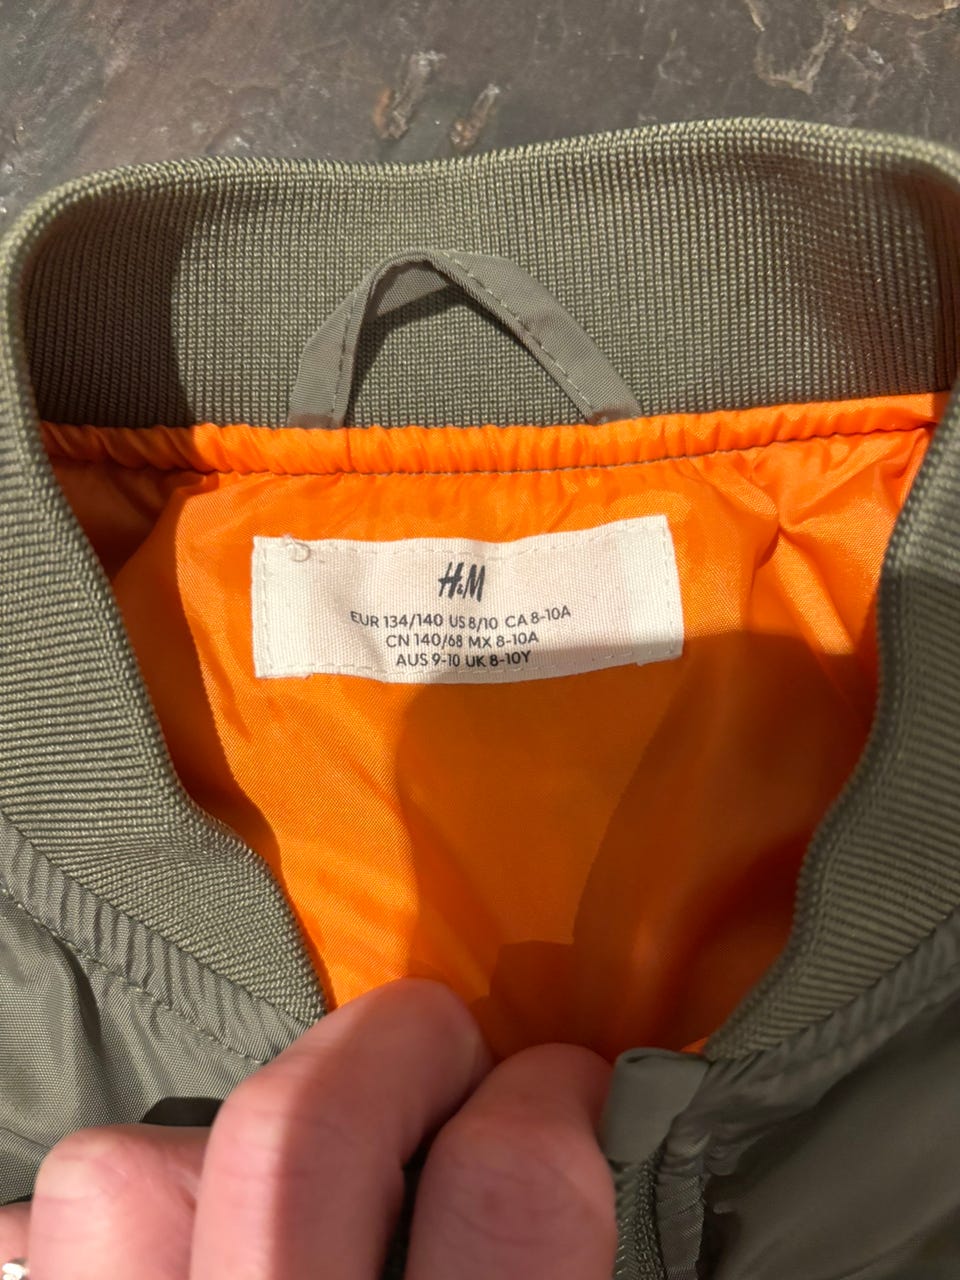 H&M
EUR 134/140 US 8/10 CA 8-10A
CN 140/68 MX 8-10A
AUS 9-10 UK 8-10Y